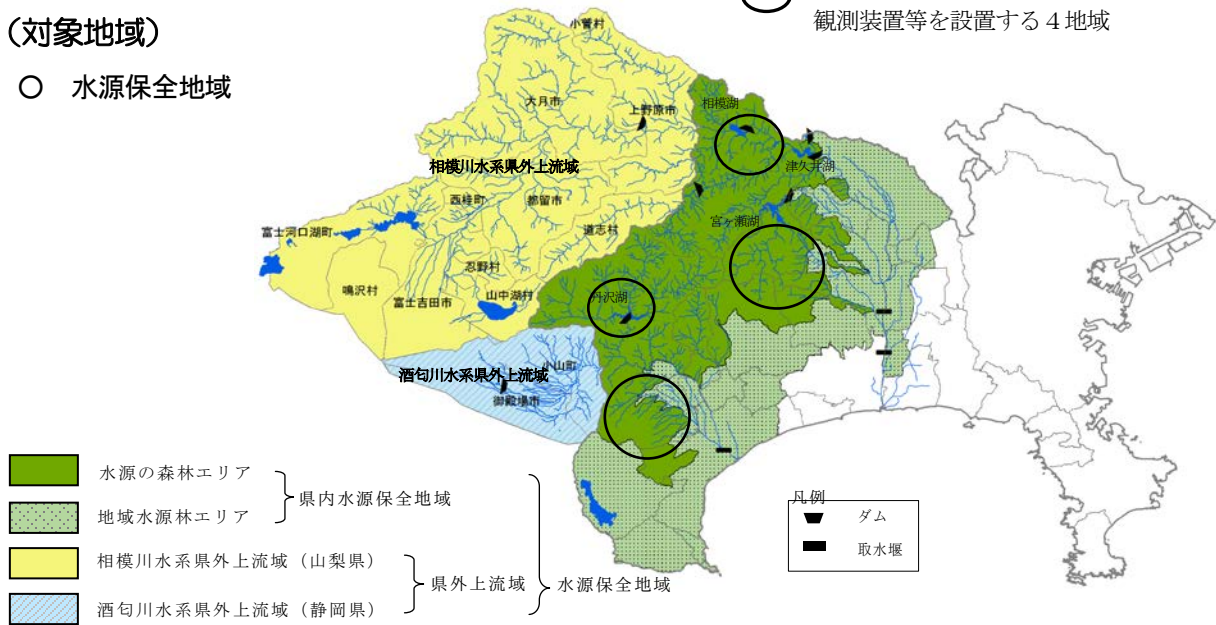 (対象地域)
○ 水源保全地域
観測装置等を設置する4地域
小菅村
大月市
上野原市
相模湖
津久井湖
相模川水系県外上流域
西桂町
都留市
宮ヶ瀬湖
道志村
富士河口湖町
忍野村
鳴沢村
富士吉田市
山中湖村
丹沢湖
小山町
酒匂川水系県外上流域
御殿場市
水源の森林エリア
地域水源林エリア
県内水源保全地域
相模川水系県外上流域(山梨県)
酒匂川水系県外上流域(静岡県)
県外上流域
水源保全地域
凡例
ダム
取水堰